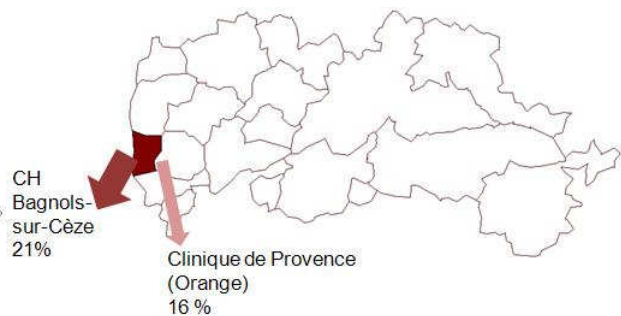 CH
Bagnols-
sur-Cèze
21%
Clinique de Provence
(Orange)
16 %